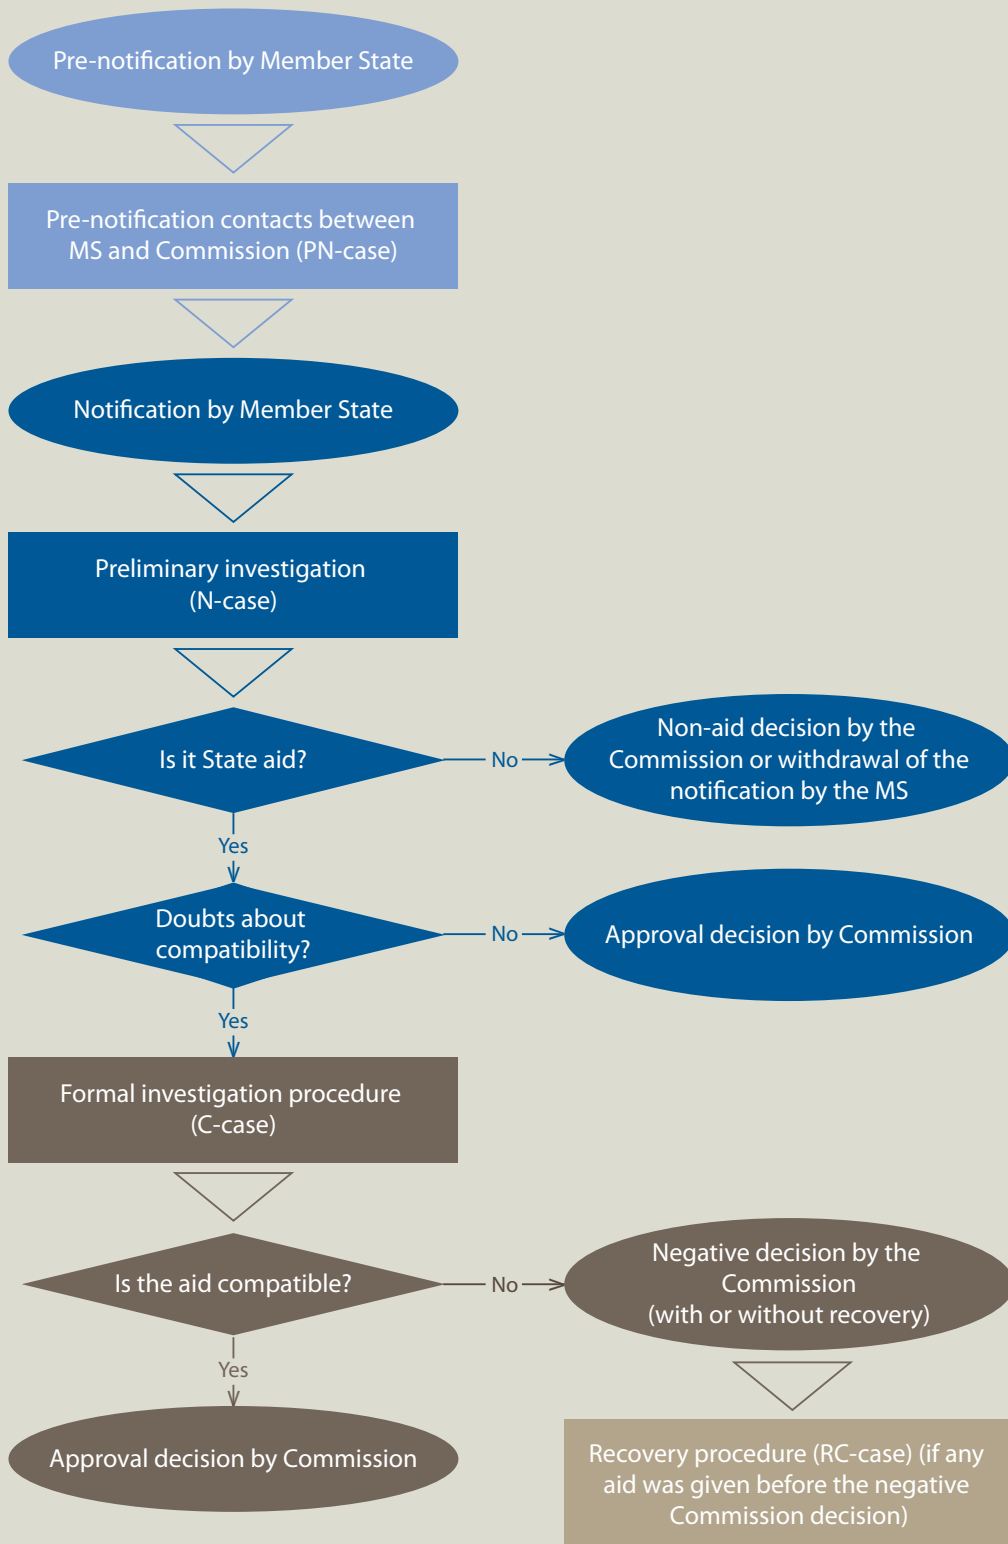 Pre-notification by Member State
Pre-notification contacts between
MS and Commission (PN-case)
Notification by Member State
Preliminary investigation
(N-case)
Is it State aid?
No
Non-aid decision by the
Commission or withdrawal of the
notification by the MS
Yes
Doubts about
compatibility?
No
Approval decision by Commission
Yes
Formal investigation procedure
(C-case)
Is the aid compatible?
No
Negative decision by the
Commission
(with or without recovery)
Yes
Approval decision by Commission
Recovery procedure (RC-case) (if any
aid was given before the negative
Commission decision)